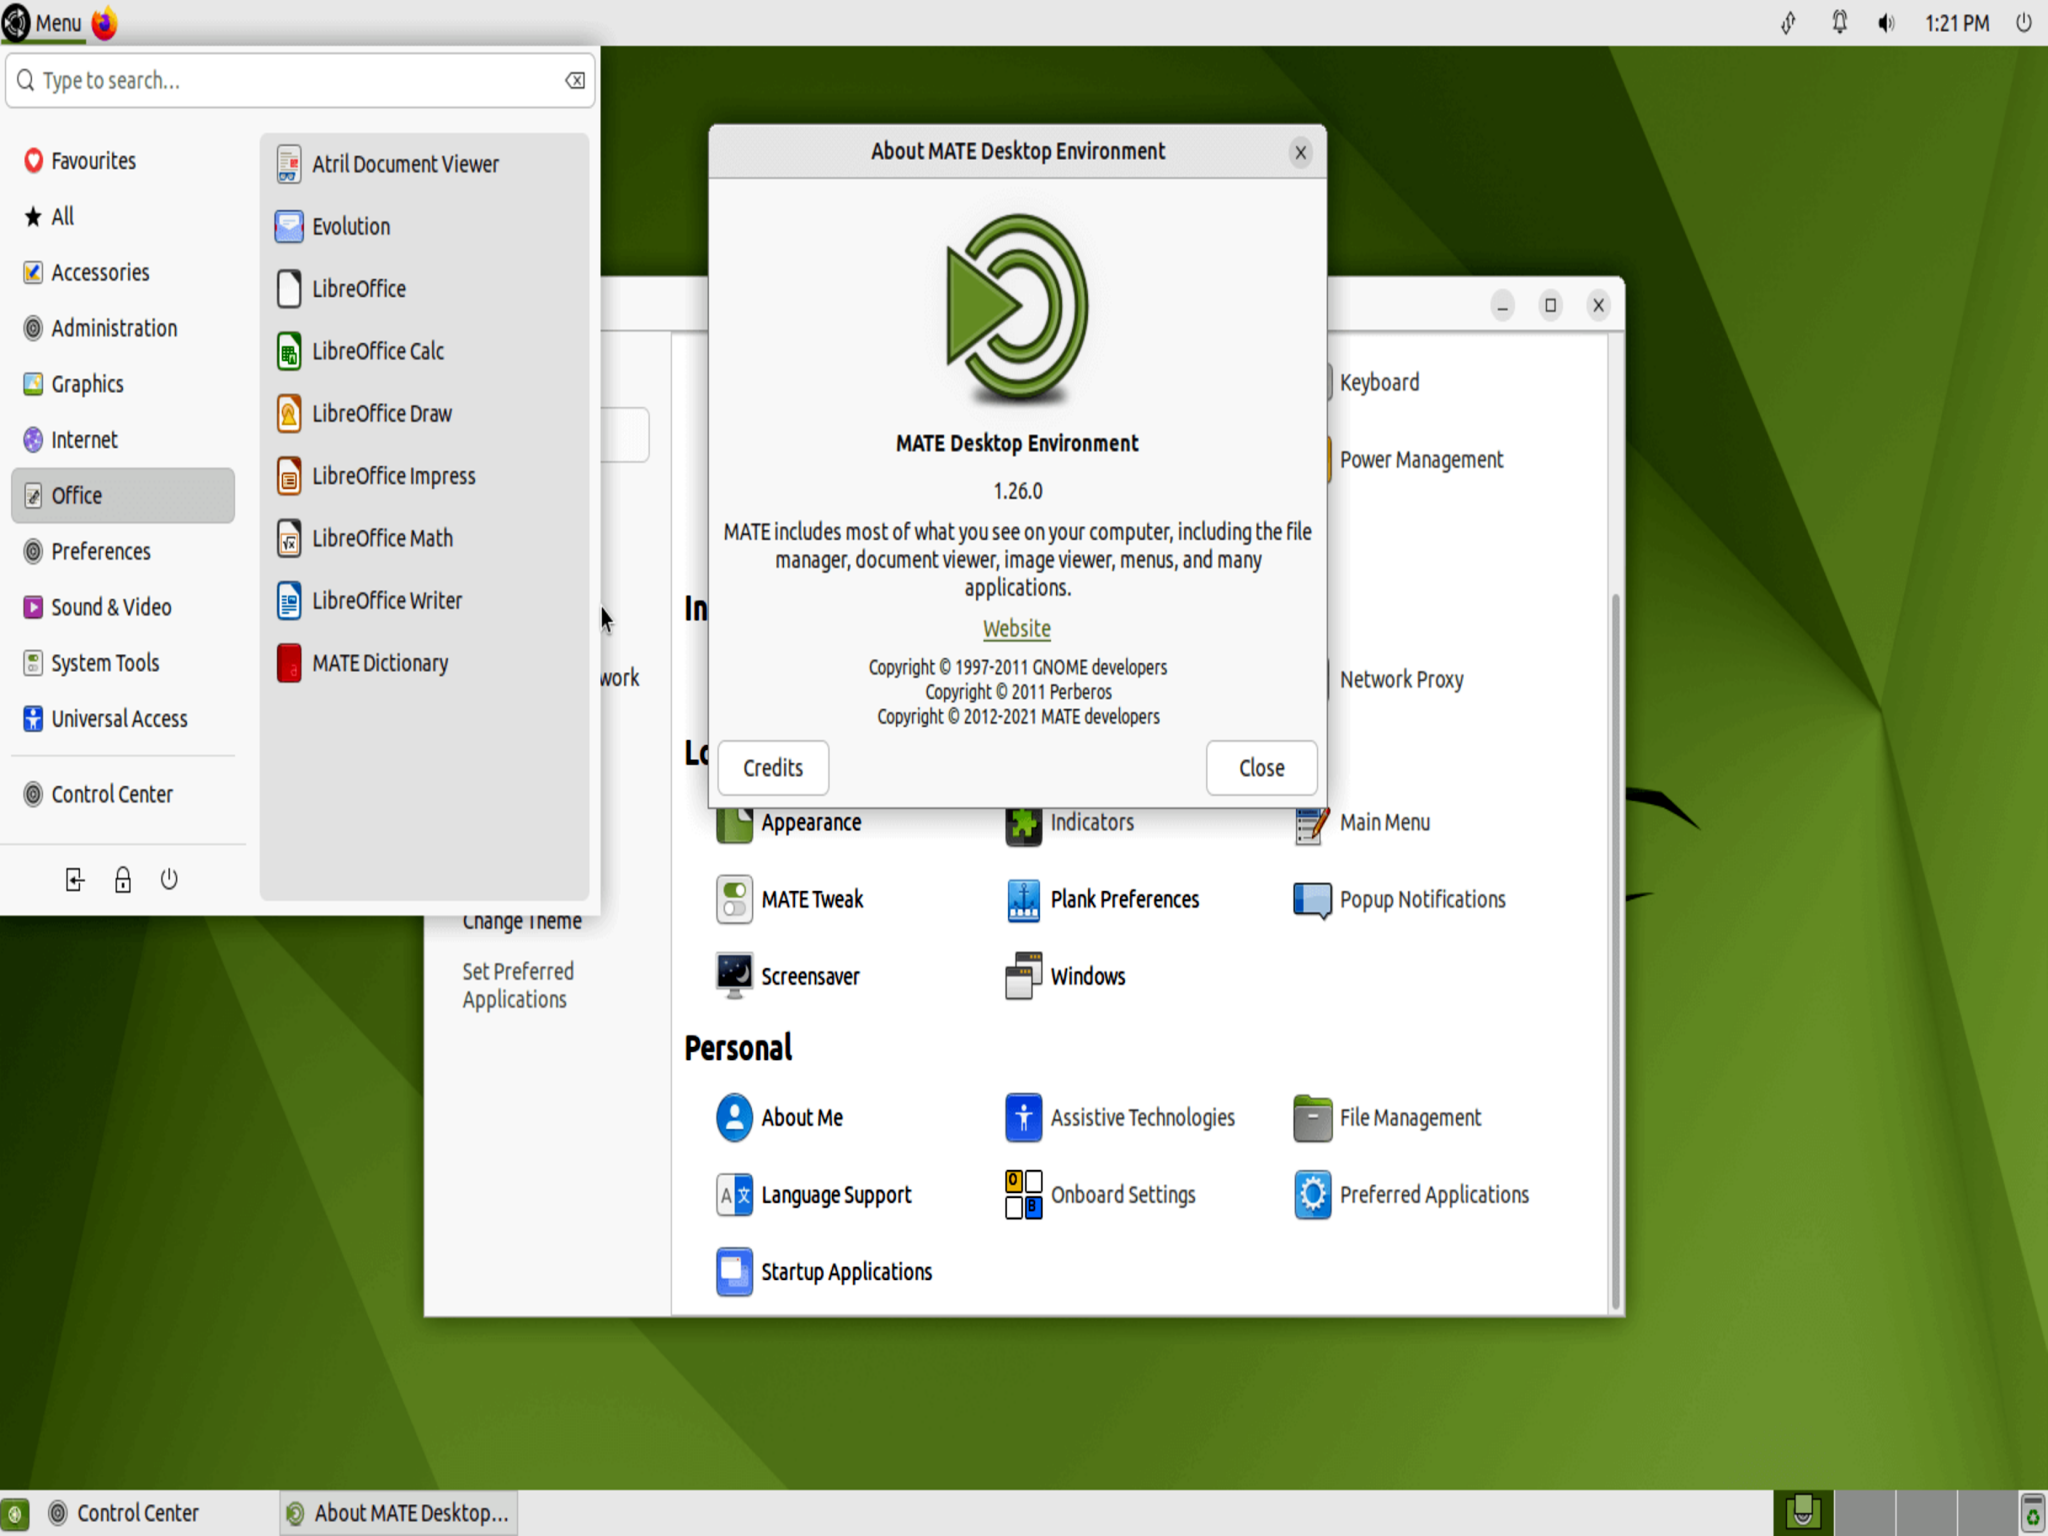 Menu
1:21 PM
Type to search...
Favourites
All
Accessories
Administration
Graphics
Internet
Office
Preferences
Sound & Video
System Tools
Universal Access
Control Center
Atril Document Viewer
Evolution
LibreOffice
LibreOffice Calc
LibreOffice Draw
LibreOffice Impress
LibreOffice Math
LibreOffice Writer
MATE Dictionary
About MATE Desktop Environment
MATE Desktop Environment
1.26.0
MATE includes most of what you see on your computer, including the file
manager, document viewer, image viewer, menus, and many
applications.
Website
Copyright © 1997-2011 GNOME developers
Copyright © 2011 Perberos
Copyright © 2012-2021 MATE developers
Credits
Close
Keyboard
Power Management
In
work
Network Proxy
Lo
Appearance
Indicators
Main Menu
MATE Tweak
Plank Preferences
Popup Notifications
Screensaver
Windows
Change Theme
Set Preferred
Applications
Personal
About Me
Assistive Technologies
File Management
Language Support
Onboard Settings
Preferred Applications
Startup Applications
Control Center
About MATE Desktop...